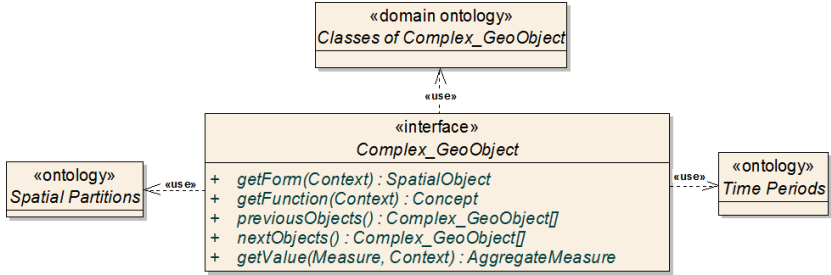 «domain ontology»
Classes of Complex_GeoObject
«use»
«interface»
Complex_GeoObject
«ontology»
Spatial Partitions
«use»
+ getForm(Context) : SpatialObject
+ getFunction(Context) : Concept
+ previousObjects() : Complex_GeoObject[]
+ nextObjects() : Complex_GeoObject[]
+ getValue(Measure, Context) : AggregateMeasure
«use»
«ontology»
Time Periods